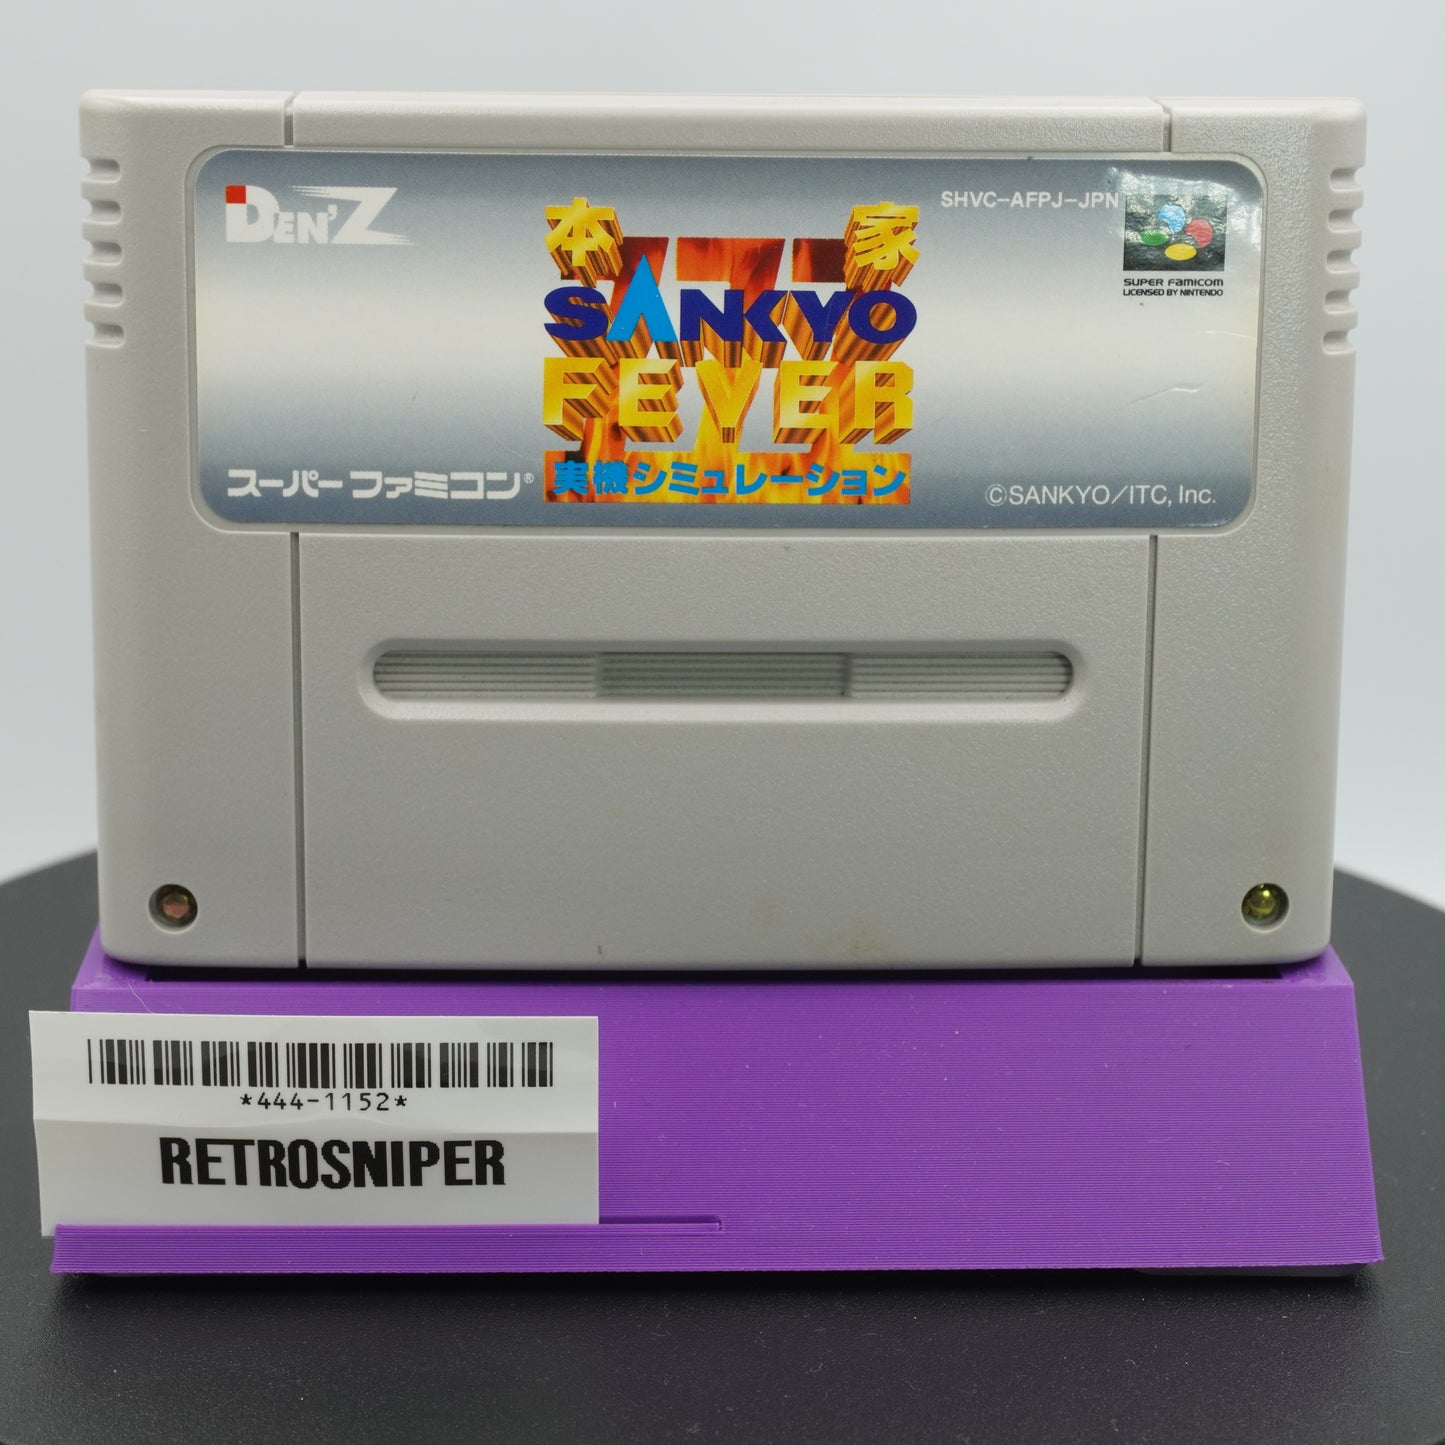 DEN'Z
SHVC-AFPJ-JPN
本 家
777
SANKYO
FEVER
実機シミュレーション
SUPER FAMICOM
LICENSED BY NINTENDO
スーパーファミコン®
©SANKYO/ITC, Inc.
*444-1152*
RETROSNIPER